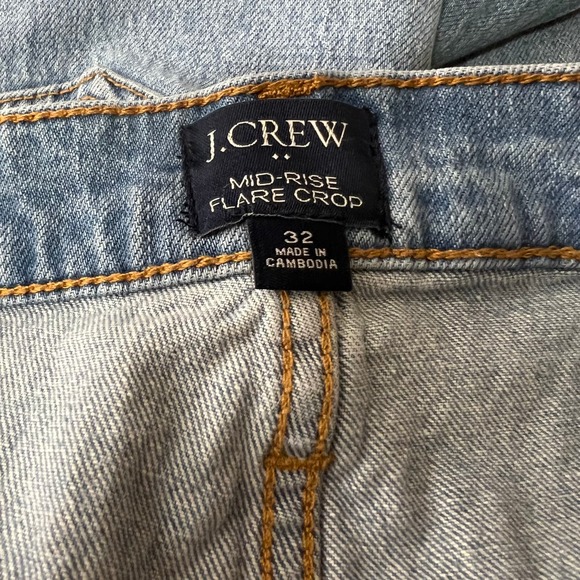 J.CREW
MID-RISE
FLARE CROP
32
MADE IN
CAMBODIA